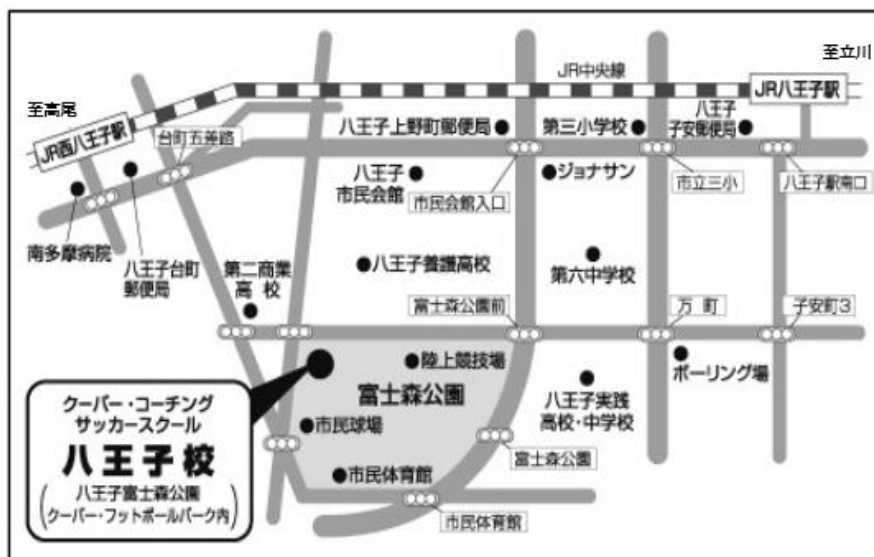 至立川
JR中央線
JR八王子駅
至高尾
JR西八王子駅
台町五差路
八王子上野町郵便局
第三小学校
八王子
子安郵便局
八王子
市民会館
市民会館入口
ジョナサン
市立三小
八王子駅南口
南多摩病院
八王子台町
郵便局
第二商業
高校
八王子養護高校
第六中学校
富士森公園前
万町
子安町3
陸上競技場
富士森公園
ボーリング場
クーバー・コーチング
サッカースクール
八王子校
(八王子富士森公園
クーバー・フットボールパーク内)
市民球場
八王子実践
高校・中学校
市民体育館
富士森公園
市民体育館